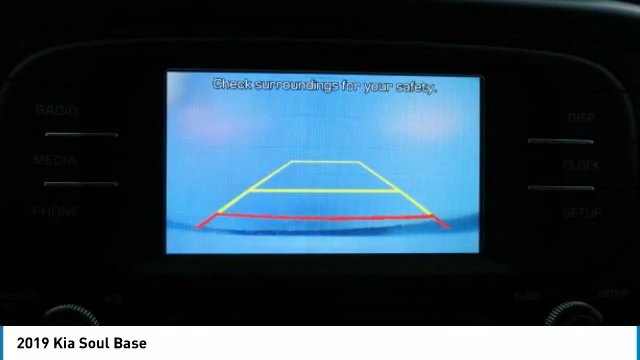 Check surroundings for your safety.
RADIO
MEDIA
PHONE
DISP
CLOCK
SETUP
2019 Kia Soul Base